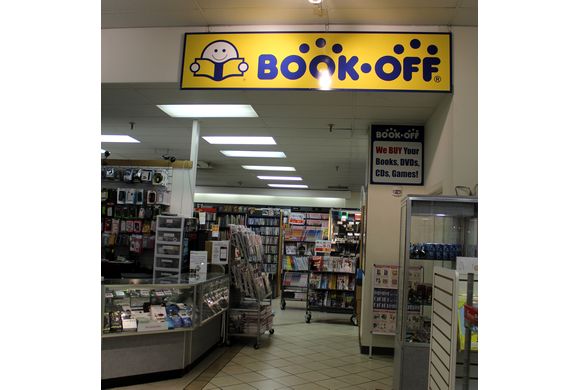 BOOK·OFF®
BOOK·OFF
We BUY Your
Books, DVDs,
CDs, Games!